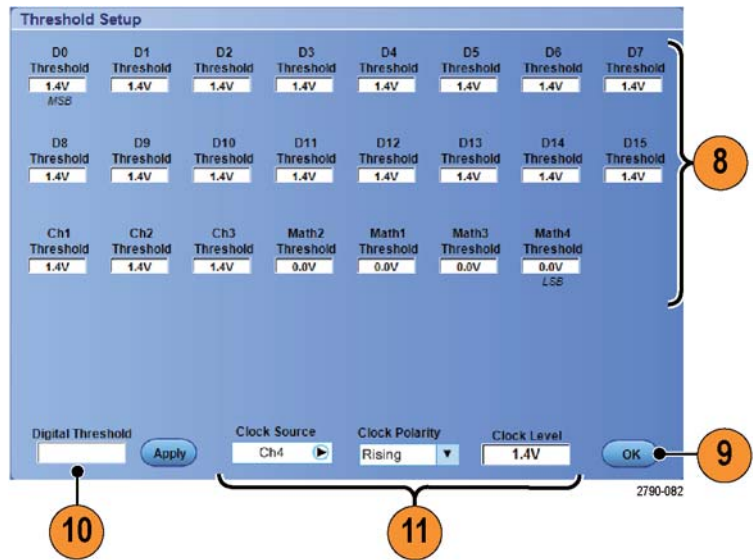 Threshold Setup
D0 D1 D2 D3 D4 D5 D6 D7
Threshold Threshold Threshold Threshold Threshold Threshold Threshold Threshold
1.4V 1.4V 1.4V 1.4V 1.4V 1.4V 1.4V 1.4V
MSB
8
D8 D9 D10 D11 D12 D13 D14 D15
Threshold Threshold Threshold Threshold Threshold Threshold Threshold Threshold
1.4V 1.4V 1.4V 1.4V 1.4V 1.4V 1.4V 1.4V
Ch1 Ch2 Ch3 Math2 Math1 Math3 Math4
Threshold Threshold Threshold Threshold Threshold Threshold Threshold
1.4V 1.4V 1.4V 0.0V 0.0V 0.0V 0.0V
LSB
Digital Threshold Clock Source Clock Polarity Clock Level
Apply Ch4 Rising 1.4V OK 9
2790-082
10 11